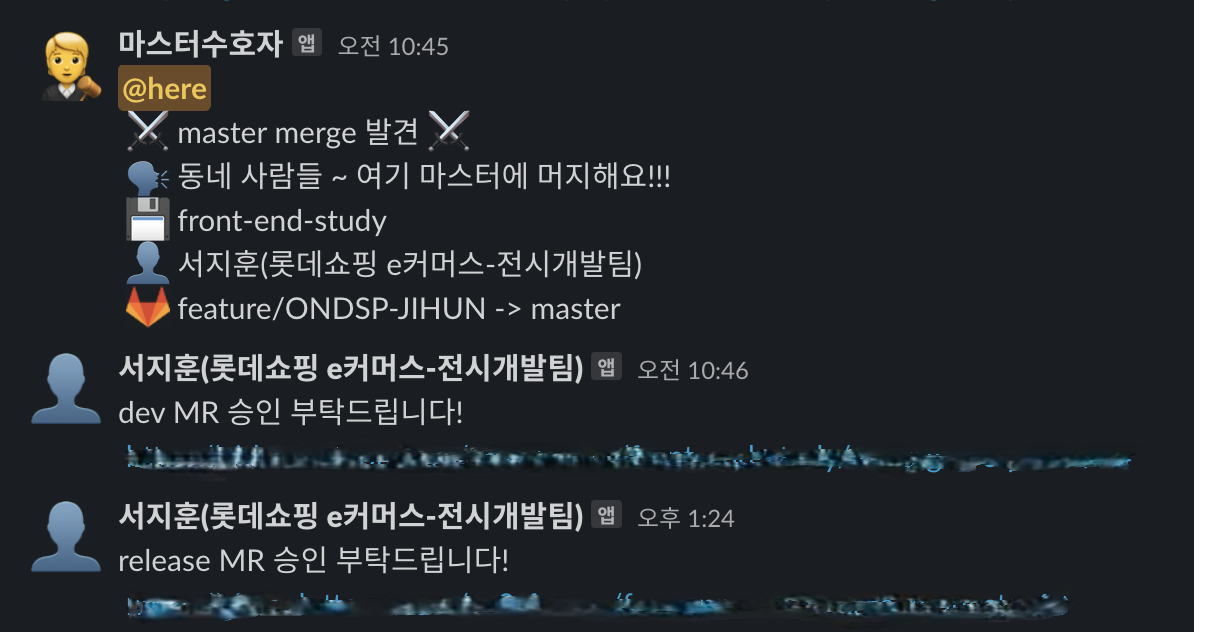 마스터수호자 앱 오전 10:45
@here
master merge 발견
동네 사람들 ~ 여기 마스터에 머지해요!!!
front-end-study
서지훈(롯데쇼핑 e커머스-전시개발팀)
feature/ONDSP-JIHUN -> master
서지훈(롯데쇼핑 e커머스-전시개발팀) 앱 오전 10:46
dev MR 승인 부탁드립니다!
서지훈(롯데쇼핑 e커머스-전시개발팀) 앱 오후 1:24
release MR 승인 부탁드립니다!